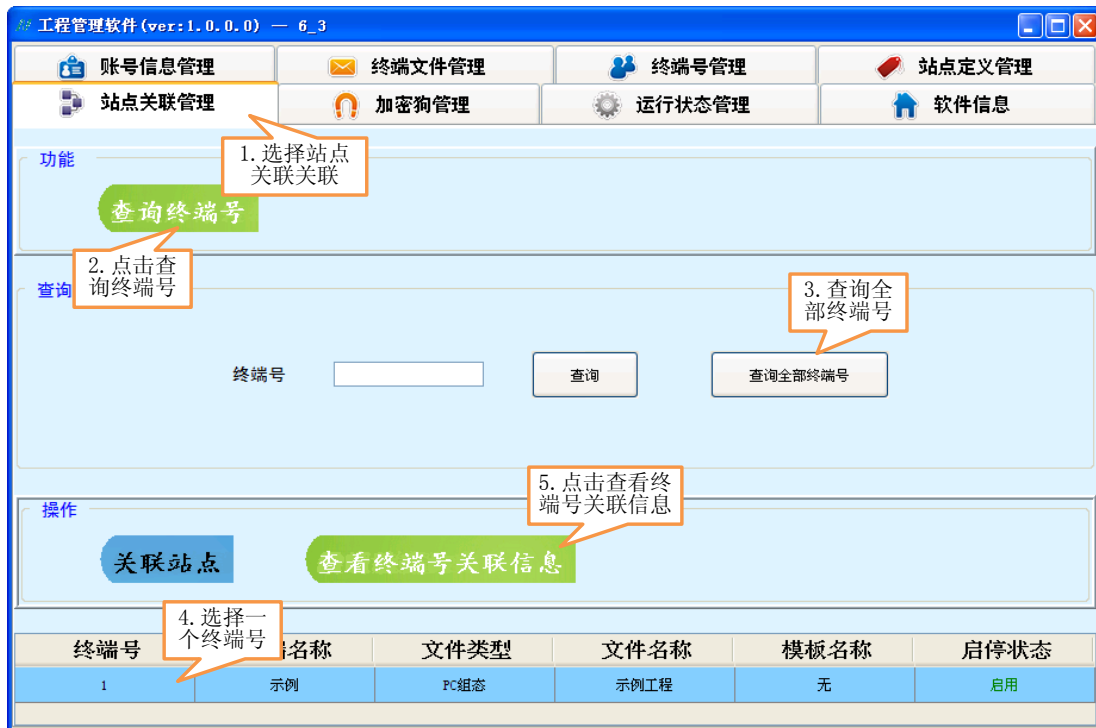 工程管理软件(ver:1.0.0.0) — 6_3
账号信息管理 终端文件管理 终端号管理 站点定义管理
站点关联管理 加密狗管理 运行状态管理 软件信息
1.选择站点
关联关联
功能
查询终端号
2.点击查
询终端号
查询
3.查询全
部终端号
终端号 查询 查询全部终端号
5.点击查看终
端号关联信息
操作
关联站点 查看终端号关联信息
4.选择一
个终端号
终端号 名称 文件类型 文件名称 模板名称 启停状态
1 示例 PC组态 示例工程 无 启用